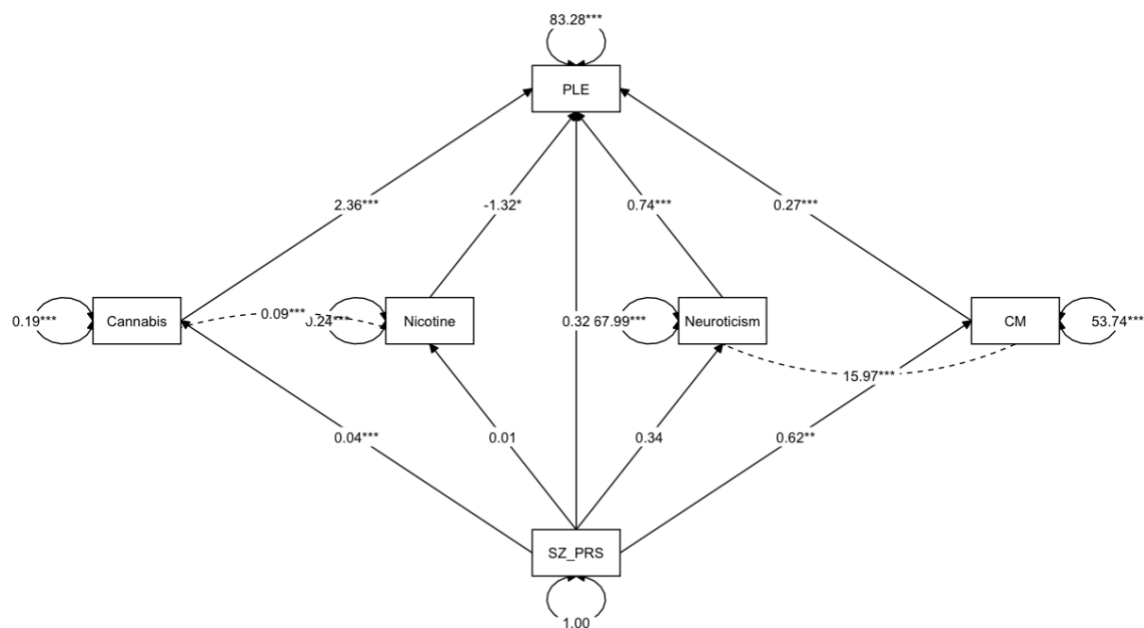 83.28***
PLE
2.36***
-1.32*
0.74***
0.27***
0.19***
Cannabis
0.09***
0.24***
Nicotine
0.32
67.99***
Neuroticism
CM
53.74***
15.97***
0.04***
0.01
0.34
0.62**
SZ_PRS
1.00